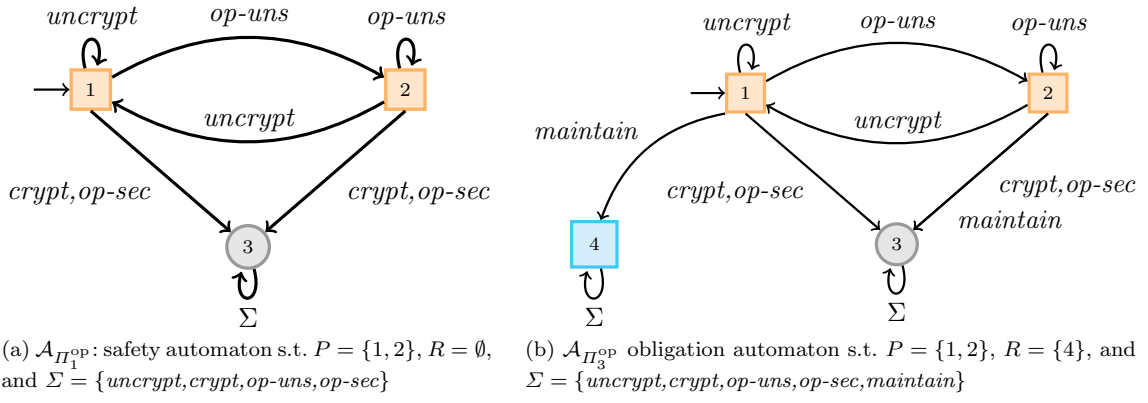 uncrypt
op-uns
op-uns
1
2
uncrypt
crypt,op-sec
crypt,op-sec
3
Σ
(a) 𝒜_{Π_1^{op}}: safety automaton s.t. P = {1, 2}, R = ∅,
and Σ = {uncrypt,crypt,op-uns,op-sec}
uncrypt
op-uns
op-uns
1
2
uncrypt
maintain
crypt,op-sec
crypt,op-sec
maintain
4
3
Σ
Σ
(b) 𝒜_{Π_3^{op}} obligation automaton s.t. P = {1, 2}, R = {4}, and
Σ = {uncrypt,crypt,op-uns,op-sec,maintain}